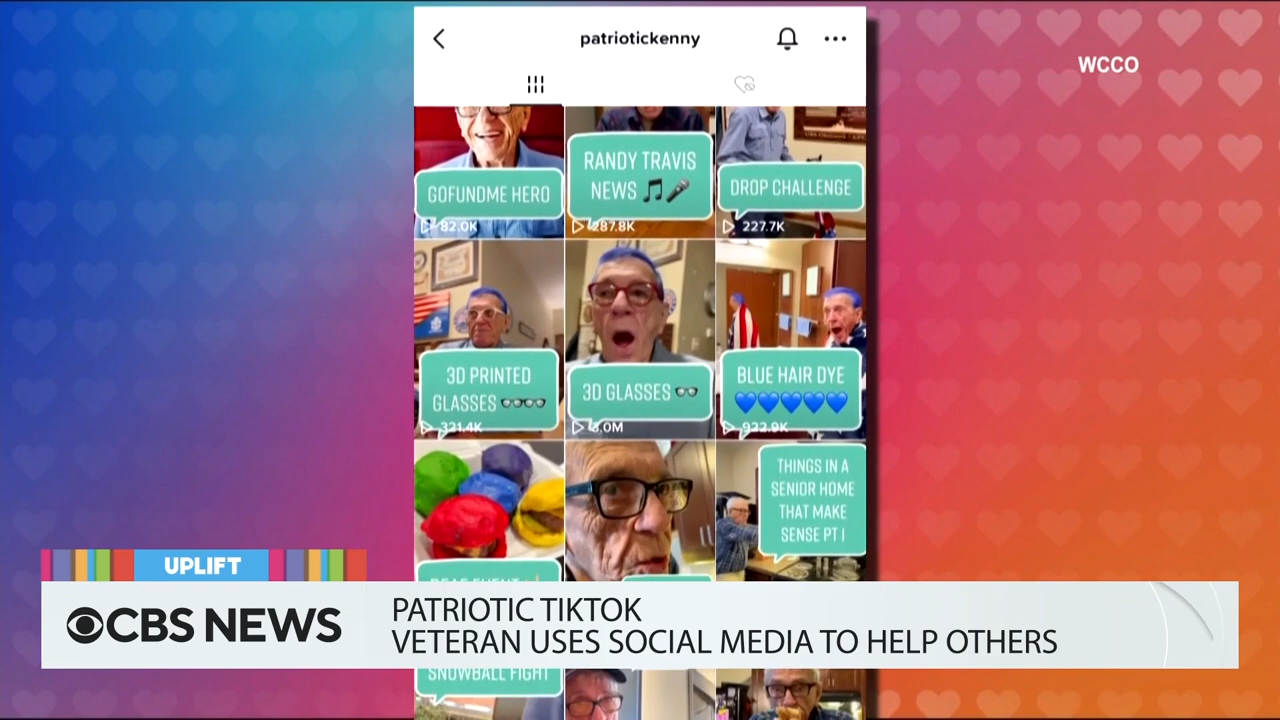 patriotickenny
WCCO
GOFUNDME HERO
82.0K
RANDY TRAVIS
NEWS 🎵🎤
287.8K
DROP CHALLENGE
227.7K
3D PRINTED
GLASSES 👓👓👓
321.4K
3D GLASSES 👓
3.0M
BLUE HAIR DYE
💙💙💙💙💙
922.9K
THINGS IN A
SENIOR HOME
THAT MAKE
SENSE PT I
UPLIFT
CBS NEWS
PATRIOTIC TIKTOK
VETERAN USES SOCIAL MEDIA TO HELP OTHERS
SNOWBALL FIGHT